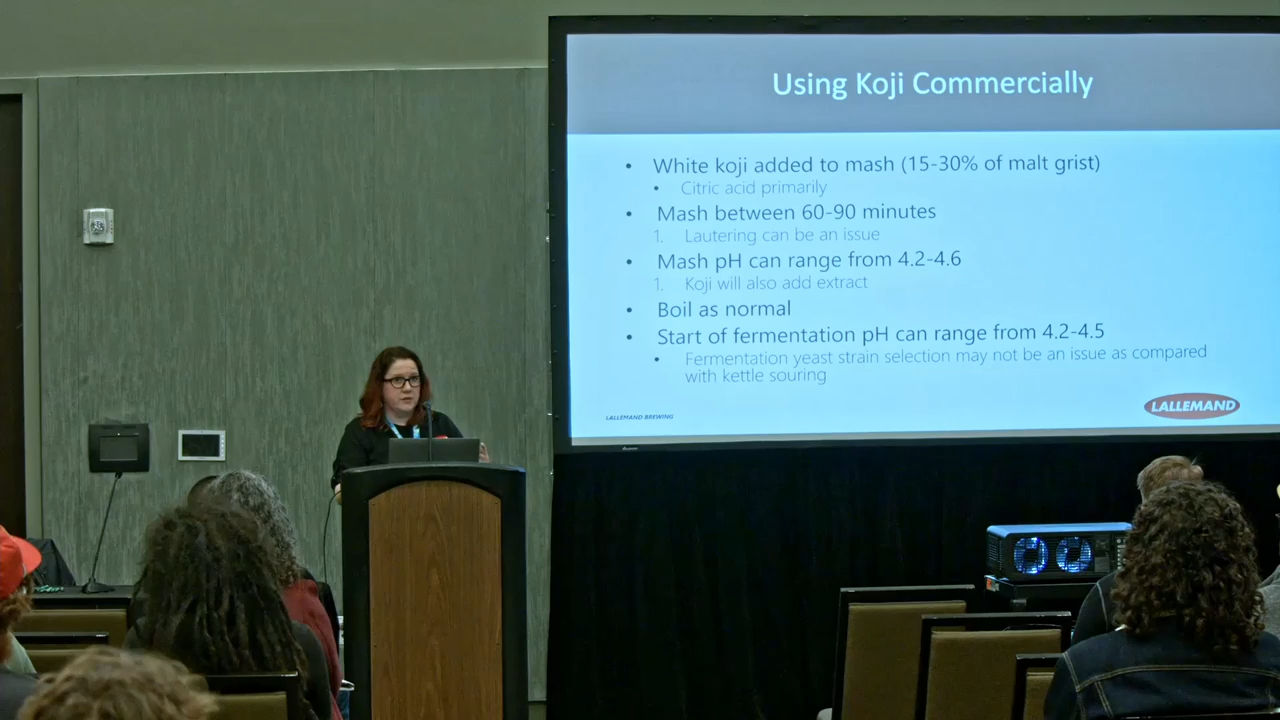 Using Koji Commercially
• White koji added to mash (15-30% of malt grist)
• Citric acid primarily
• Mash between 60-90 minutes
1. Lautering can be an issue
• Mash pH can range from 4.2-4.6
1. Koji will also add extract
• Boil as normal
• Start of fermentation pH can range from 4.2-4.5
• Fermentation yeast strain selection may not be an issue as compared
with kettle souring
LALLEMAND BREWING
LALLEMAND